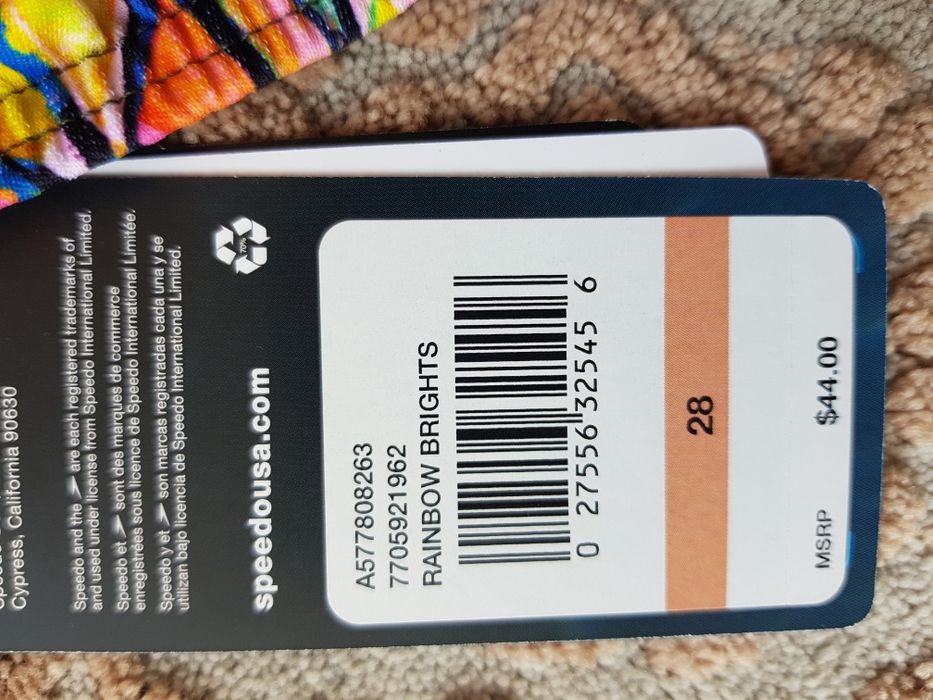 Cypress, California 90630
Speedo and the are each registered trademarks of
and used under license from Speedo International Limited.
Speedo et sont des marques de commerce
enregistrées sous licence de Speedo International Limitée.
Speedo y et son marcas registradas cada una y se
utilizan bajo licencia de Speedo International Limited.
70%
speedousa.com
A577808263
7705921962
RAINBOW BRIGHTS
0 27556 32545 6
28
MSRP $44.00